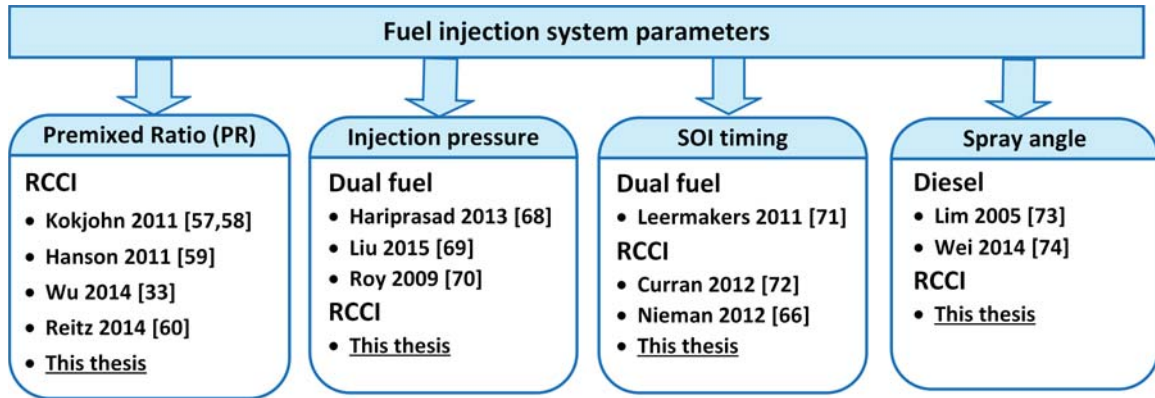 Fuel injection system parameters
Premixed Ratio (PR)
RCCI
• Kokjohn 2011 [57,58]
• Hanson 2011 [59]
• Wu 2014 [33]
• Reitz 2014 [60]
• This thesis
Injection pressure
Dual fuel
• Hariprasad 2013 [68]
• Liu 2015 [69]
• Roy 2009 [70]
RCCI
• This thesis
SOI timing
Dual fuel
• Leermakers 2011 [71]
RCCI
• Curran 2012 [72]
• Nieman 2012 [66]
• This thesis
Spray angle
Diesel
• Lim 2005 [73]
• Wei 2014 [74]
RCCI
• This thesis